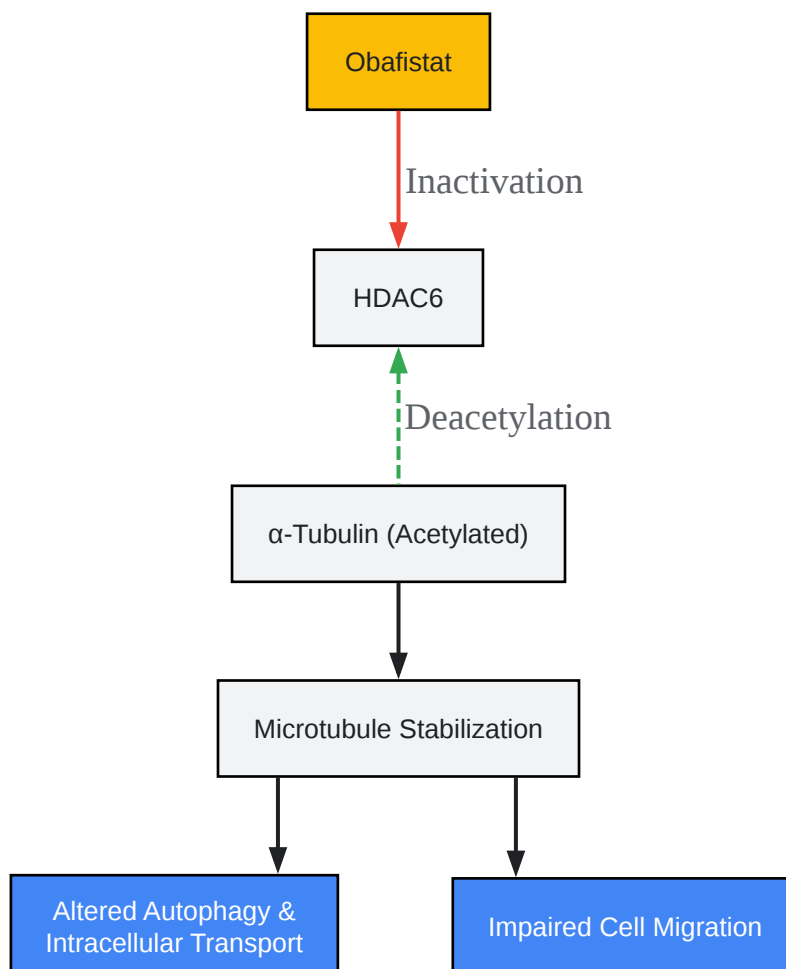 Obafistat
Inactivation
HDAC6
Deacetylation
α-Tubulin (Acetylated)
Microtubule Stabilization
Altered Autophagy &
Intracellular Transport
Impaired Cell Migration